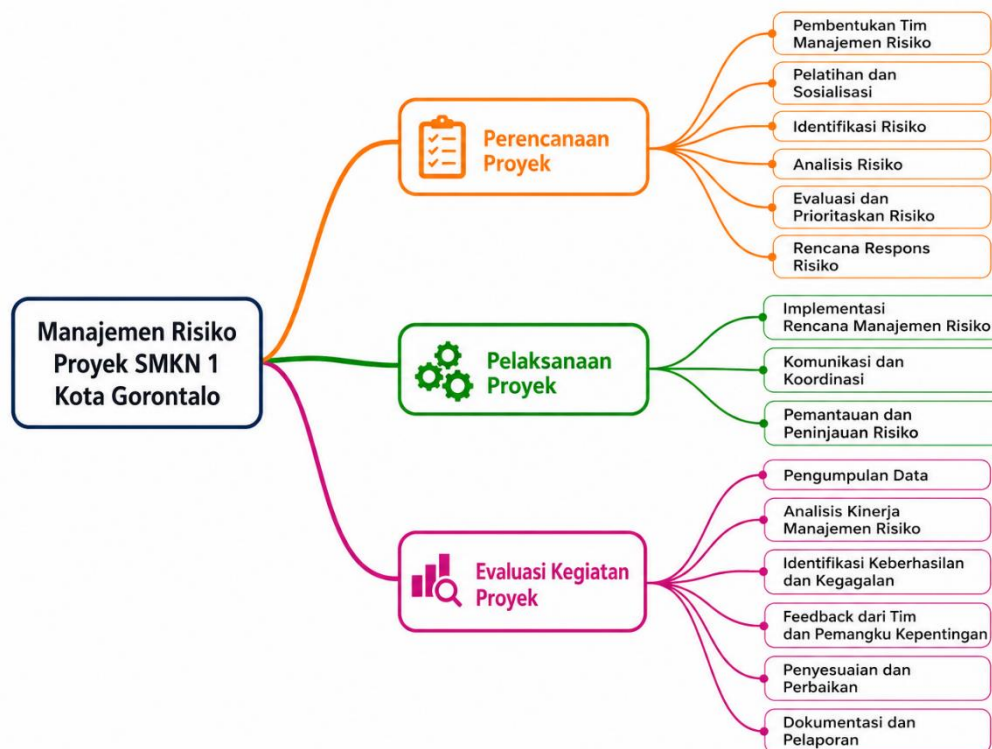 Manajemen Risiko
Proyek SMKN 1
Kota Gorontalo
Perencanaan
Proyek
Pembentukan Tim
Manajemen Risiko
Pelatihan dan
Sosialisasi
Identifikasi Risiko
Analisis Risiko
Evaluasi dan
Prioritaskan Risiko
Rencana Respons
Risiko
Pelaksanaan
Proyek
Implementasi
Rencana Manajemen Risiko
Komunikasi dan
Koordinasi
Pemantauan dan
Peninjauan Risiko
Evaluasi Kegiatan
Proyek
Pengumpulan Data
Analisis Kinerja
Manajemen Risiko
Identifikasi Keberhasilan
dan Kegagalan
Feedback dari Tim
dan Pemangku Kepentingan
Penyesuaian dan
Perbaikan
Dokumentasi dan
Pelaporan